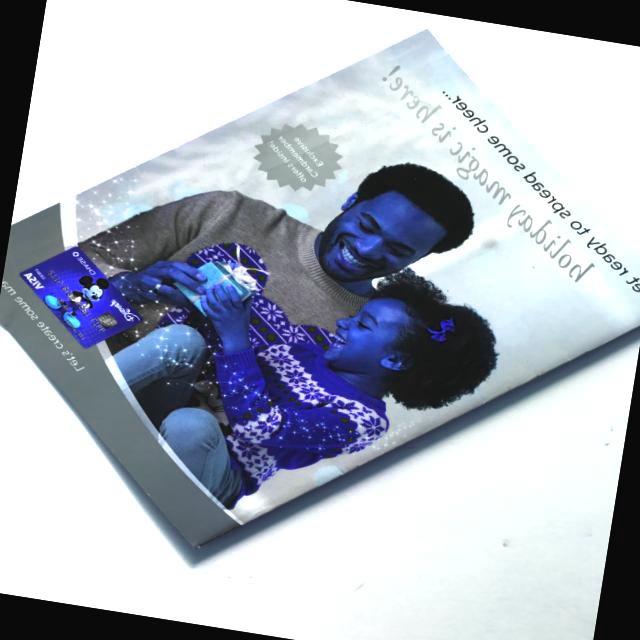 et ready to spread some cheer...
holiday magic is here!
Exclusive
Cardmember
offers inside!
Disney
CHASE
VISA
Let's create some ma